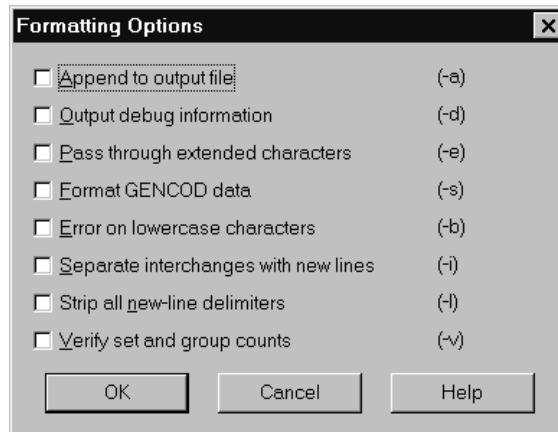 Formatting Options
Append to output file (-a)
Output debug information (-d)
Pass through extended characters (-e)
Format GENCOD data (-s)
Error on lowercase characters (-b)
Separate interchanges with new lines (-i)
Strip all new-line delimiters (-l)
Verify set and group counts (-v)
OK Cancel Help